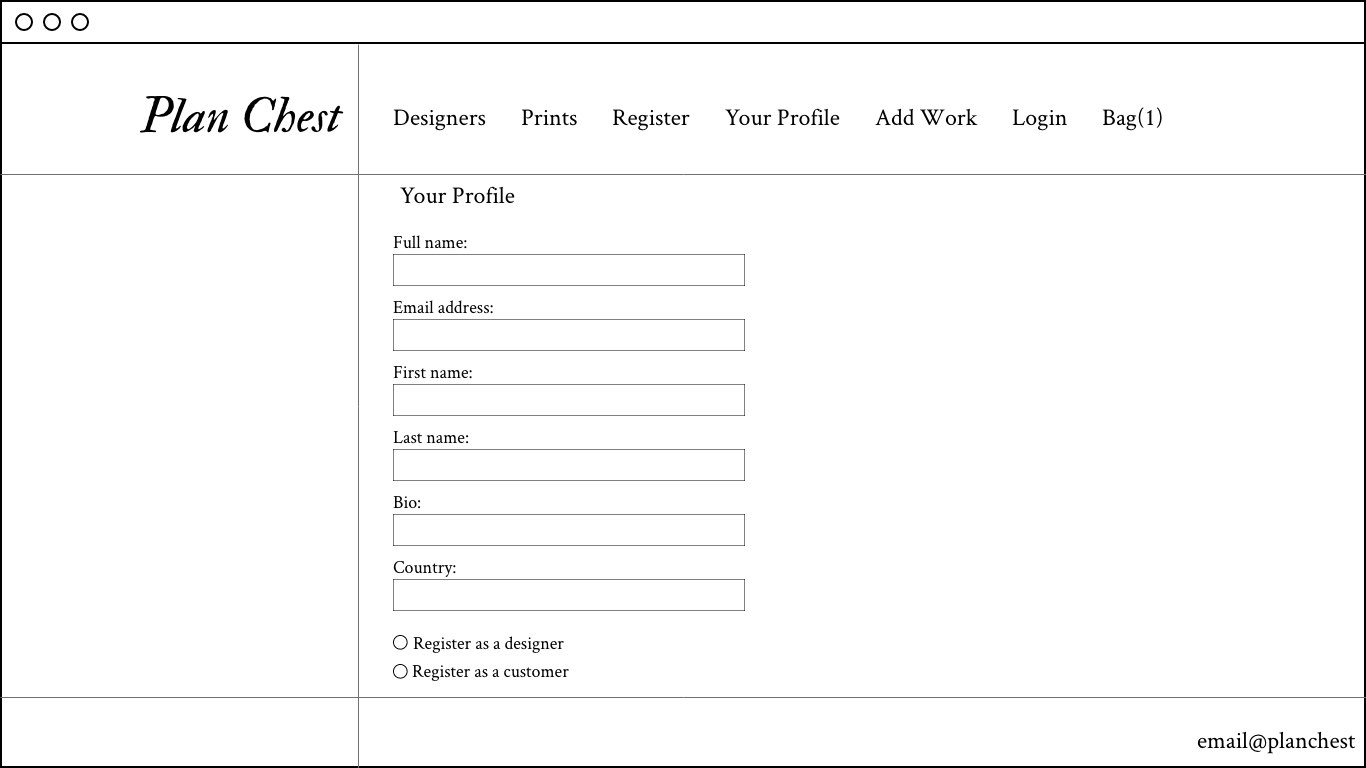 Plan Chest
Designers Prints Register Your Profile Add Work Login Bag(1)
Your Profile
Full name:
Email address:
First name:
Last name:
Bio:
Country:
Register as a designer
Register as a customer
email@planchest